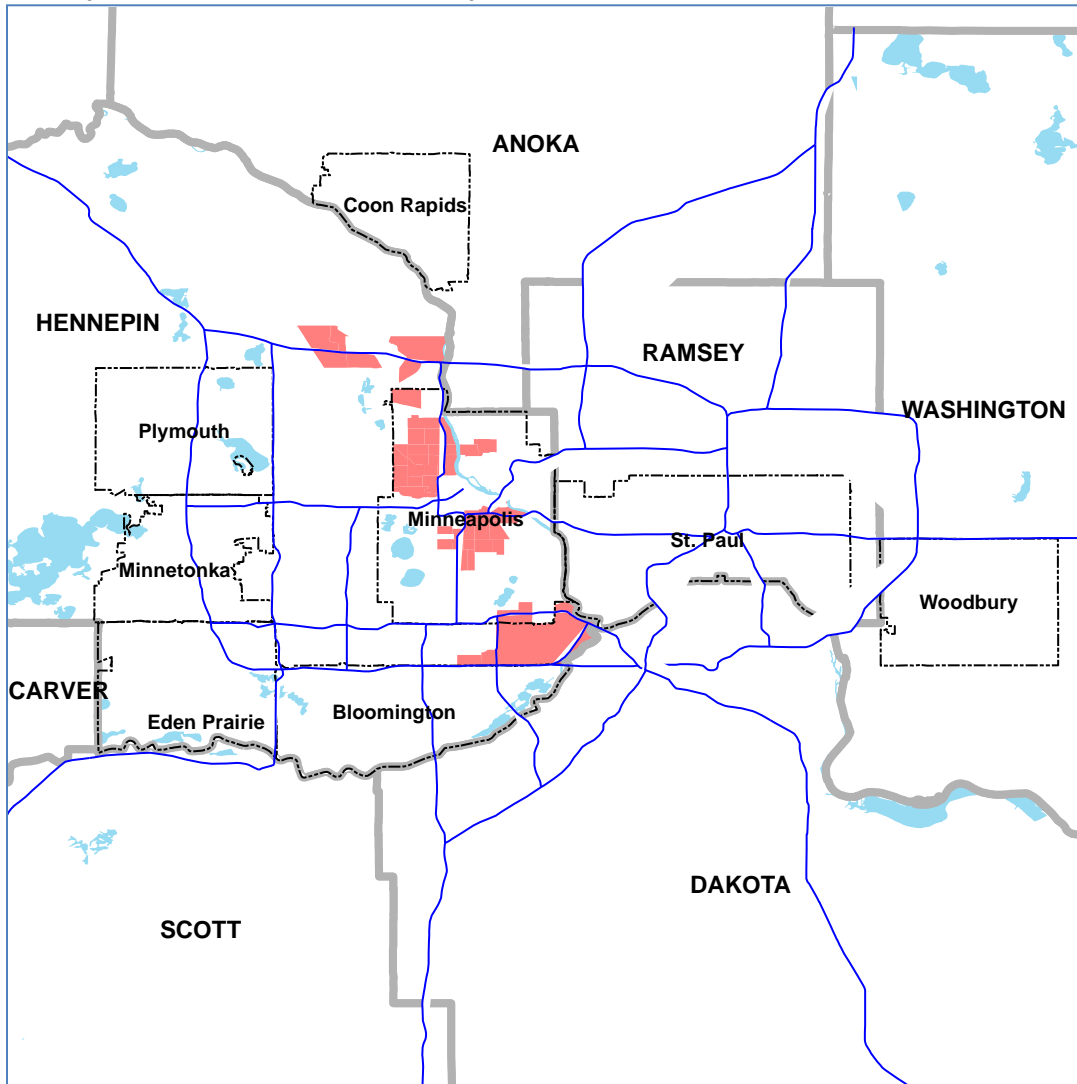 ANOKA
Coon Rapids
HENNEPIN
RAMSEY
WASHINGTON
Plymouth
Minneapolis
St. Paul
Minnetonka
Woodbury
CARVER
Eden Prairie
Bloomington
DAKOTA
SCOTT